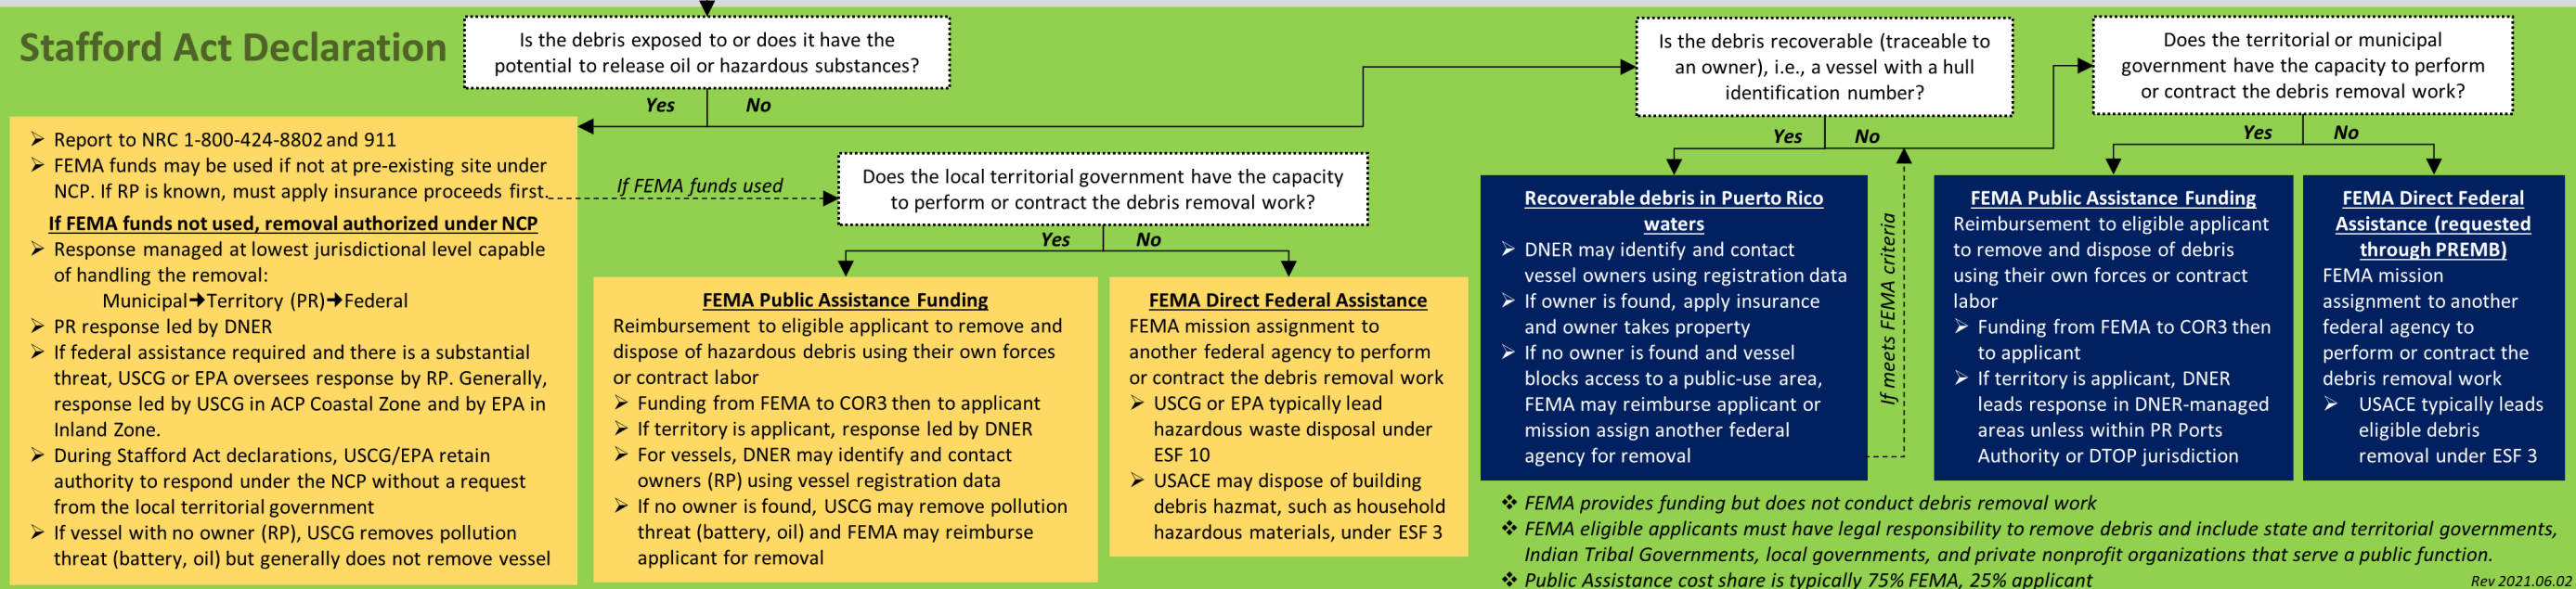 Stafford Act Declaration
Is the debris exposed to or does it have the
potential to release oil or hazardous substances?
Yes
No
➢ Report to NRC 1-800-424-8802 and 911
➢ FEMA funds may be used if not at pre-existing site under
NCP. If RP is known, must apply insurance proceeds first.
If FEMA funds not used, removal authorized under NCP
➢ Response managed at lowest jurisdictional level capable
of handling the removal:
Municipal➔Territory (PR)➔Federal
➢ PR response led by DNER
➢ If federal assistance required and there is a substantial
threat, USCG or EPA oversees response by RP. Generally,
response led by USCG in ACP Coastal Zone and by EPA in
Inland Zone.
➢ During Stafford Act declarations, USCG/EPA retain
authority to respond under the NCP without a request
from the local territorial government
➢ If vessel with no owner (RP), USCG removes pollution
threat (battery, oil) but generally does not remove vessel
If FEMA funds used
Does the local territorial government have the capacity
to perform or contract the debris removal work?
Yes
No
FEMA Public Assistance Funding
Reimbursement to eligible applicant to remove and
dispose of hazardous debris using their own forces
or contract labor
➢ Funding from FEMA to COR3 then to applicant
➢ If territory is applicant, response led by DNER
➢ For vessels, DNER may identify and contact
owners (RP) using vessel registration data
➢ If no owner is found, USCG may remove pollution
threat (battery, oil) and FEMA may reimburse
applicant for removal
FEMA Direct Federal Assistance
FEMA mission assignment to
another federal agency to perform
or contract the debris removal work
➢ USCG or EPA typically lead
hazardous waste disposal under
ESF 10
➢ USACE may dispose of building
debris hazmat, such as household
hazardous materials, under ESF 3
Is the debris recoverable (traceable to
an owner), i.e., a vessel with a hull
identification number?
Yes
No
Recoverable debris in Puerto Rico
waters
➢ DNER may identify and contact
vessel owners using registration data
➢ If owner is found, apply insurance
and owner takes property
➢ If no owner is found and vessel
blocks access to a public-use area,
FEMA may reimburse applicant or
mission assign another federal
agency for removal
If meets FEMA criteria
Does the territorial or municipal
government have the capacity to perform
or contract the debris removal work?
Yes
No
FEMA Public Assistance Funding
Reimbursement to eligible applicant
to remove and dispose of debris
using their own forces or contract
labor
➢ Funding from FEMA to COR3 then
to applicant
➢ If territory is applicant, DNER
leads response in DNER-managed
areas unless within PR Ports
Authority or DTOP jurisdiction
FEMA Direct Federal
Assistance (requested
through PREMB)
FEMA mission
assignment to another
federal agency to
perform or contract the
debris removal work
➢ USACE typically leads
eligible debris
removal under ESF 3
❖ FEMA provides funding but does not conduct debris removal work
❖ FEMA eligible applicants must have legal responsibility to remove debris and include state and territorial governments,
Indian Tribal Governments, local governments, and private nonprofit organizations that serve a public function.
❖ Public Assistance cost share is typically 75% FEMA, 25% applicant
Rev 2021.06.02